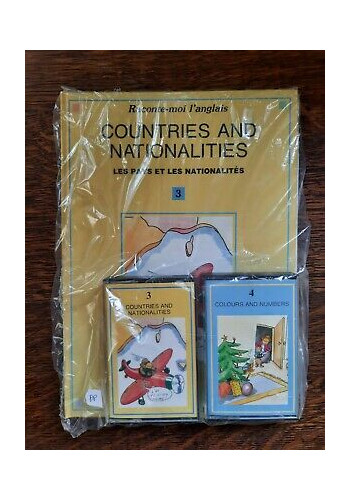 Raconte-moi l'anglais
COUNTRIES AND
NATIONALITIES
LES PAYS ET LES NATIONALITÉS
3
3
COUNTRIES AND
NATIONALITIES
4
COLOURS AND NUMBERS
PP